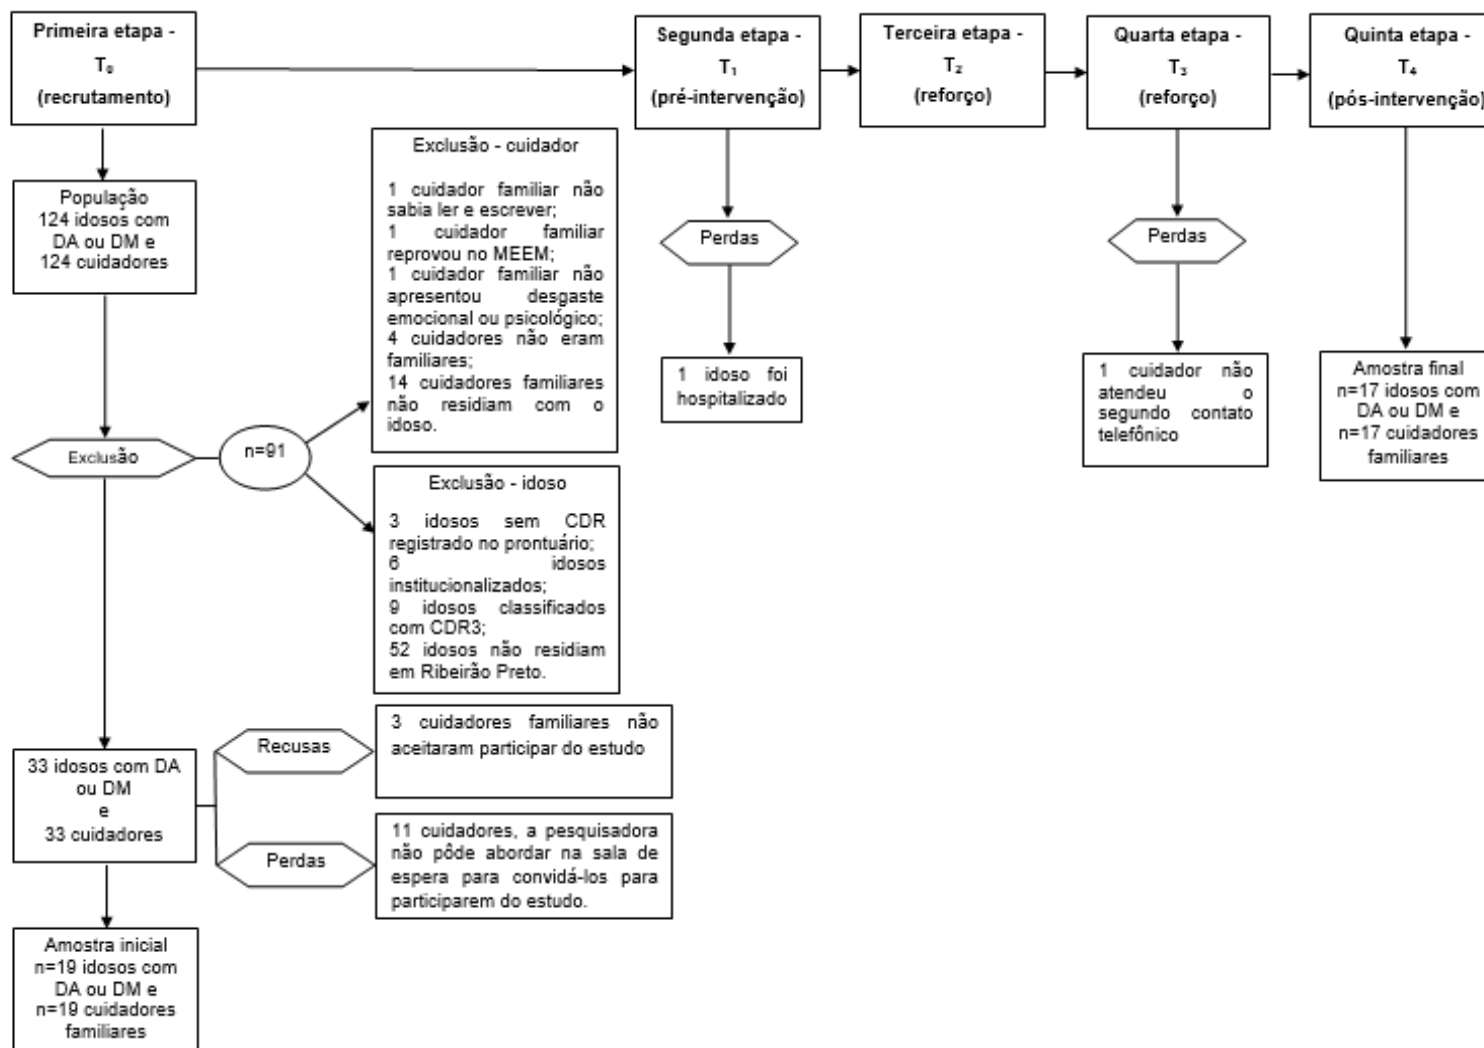 Primeira etapa -
T₀
(recrutamento)
Segunda etapa -
T₁
(pré-intervenção)
Terceira etapa -
T₂
(reforço)
Quarta etapa -
T₃
(reforço)
Quinta etapa -
T₄
(pós-intervenção)
População
124 idosos com
DA ou DM e
124 cuidadores
Exclusão
n=91
Exclusão - cuidador
1 cuidador familiar não
sabia ler e escrever;
1 cuidador familiar
reprovou no MEEM;
1 cuidador familiar não
apresentou desgaste
emocional ou psicológico;
4 cuidadores não eram
familiares;
14 cuidadores familiares
não residiam com o
idoso.
Exclusão - idoso
3 idosos sem CDR
registrado no prontuário;
6 idosos
institucionalizados;
9 idosos classificados
com CDR3;
52 idosos não residiam
em Ribeirão Preto.
33 idosos com DA
ou DM
e
33 cuidadores
Recusas
3 cuidadores familiares não
aceitaram participar do estudo
Perdas
11 cuidadores, a pesquisadora
não pôde abordar na sala de
espera para convidá-los para
participarem do estudo.
Amostra inicial
n=19 idosos com
DA ou DM e
n=19 cuidadores
familiares
Perdas
1 idoso foi
hospitalizado
Perdas
1 cuidador não
atendeu o
segundo contato
telefônico
Amostra final
n=17 idosos com
DA ou DM e
n=17 cuidadores
familiares